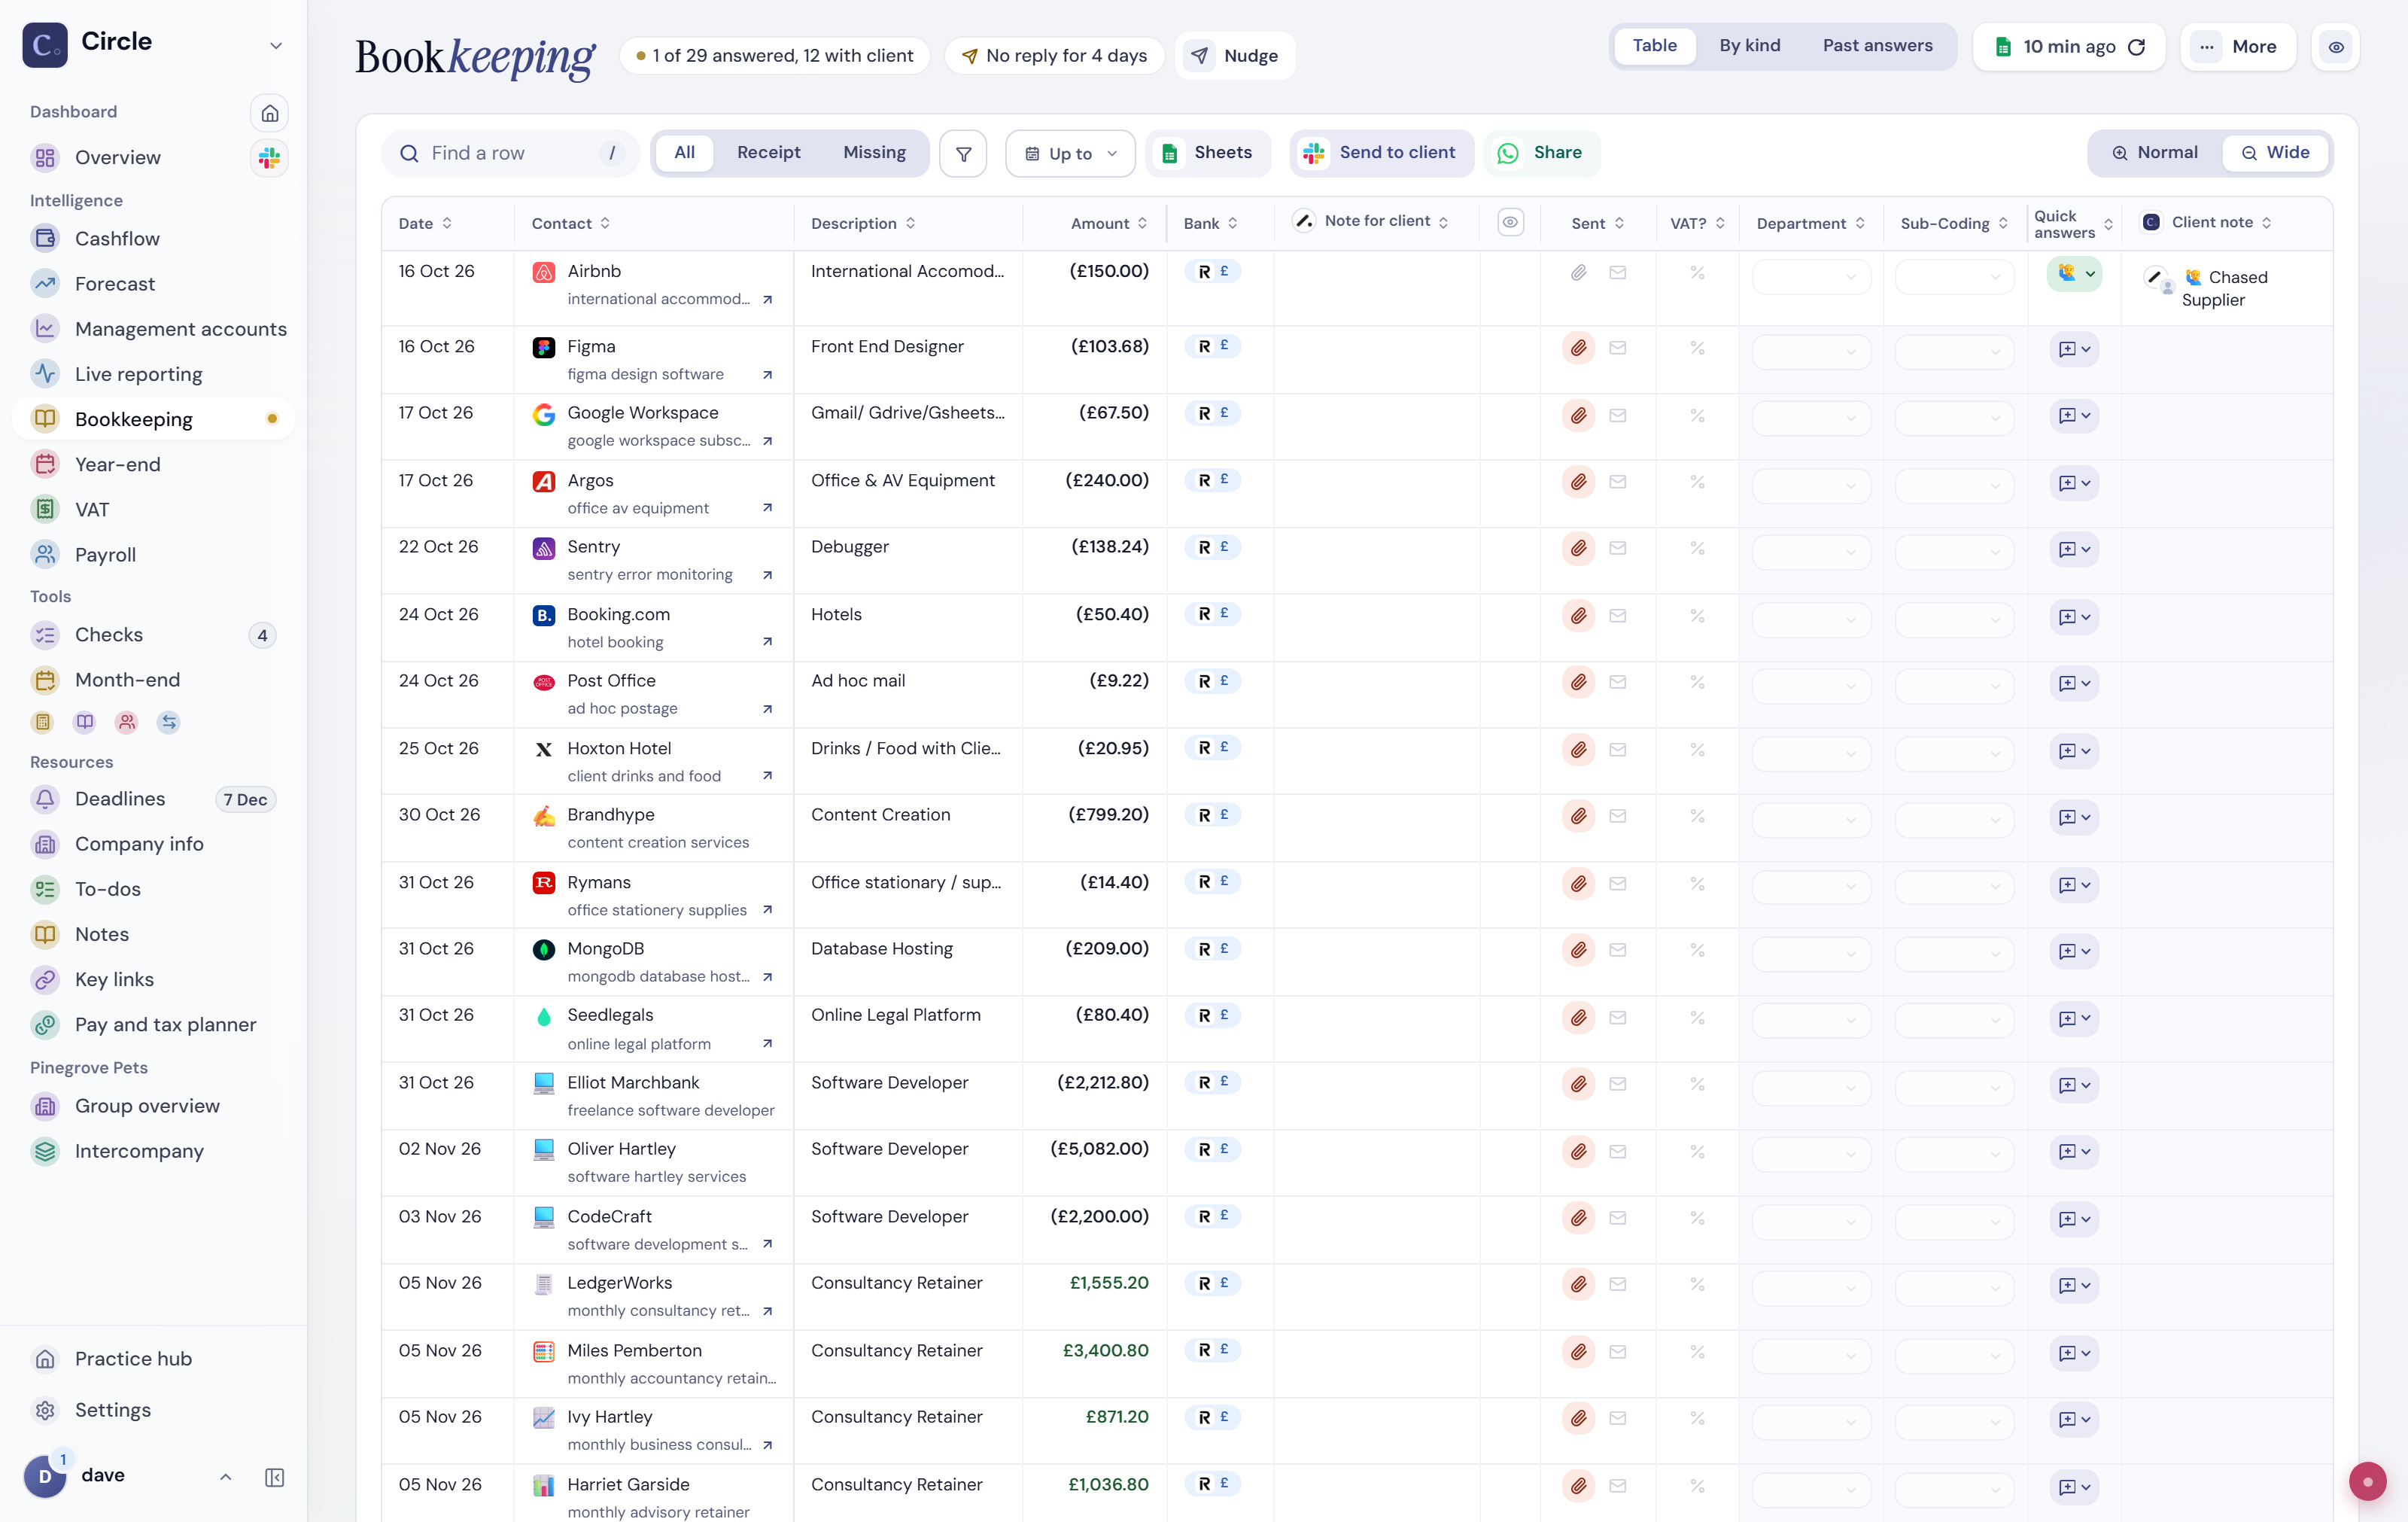 C.
Circle
Dashboard
Overview
Intelligence
Cashflow
Forecast
Management accounts
Live reporting
Bookkeeping
Year-end
VAT
Payroll
Tools
Checks 4
Month-end
Resources
Deadlines 7 Dec
Company info
To-dos
Notes
Key links
Pay and tax planner
Pinegrove Pets
Group overview
Intercompany
Practice hub
Settings
D 1 dave
Bookkeeping
1 of 29 answered, 12 with client
No reply for 4 days
Nudge
Table By kind Past answers
10 min ago
More
Find a row /
All Receipt Missing
Up to
Sheets
Send to client
Share
Normal Wide
Date Contact Description Amount Bank Note for client Sent VAT? Department Sub-Coding Quick answers C. Client note
16 Oct 26 Airbnb International Accomod... (£150.00) R £ % Chased
international accommod... Supplier
16 Oct 26 Figma Front End Designer (£103.68) R £ %
figma design software
17 Oct 26 Google Workspace Gmail/ Gdrive/Gsheets... (£67.50) R £ %
google workspace subsc...
17 Oct 26 Argos Office & AV Equipment (£240.00) R £ %
office av equipment
22 Oct 26 Sentry Debugger (£138.24) R £ %
sentry error monitoring
24 Oct 26 B. Booking.com Hotels (£50.40) R £ %
hotel booking
24 Oct 26 POST OFFICE Post Office Ad hoc mail (£9.22) R £ %
ad hoc postage
25 Oct 26 X Hoxton Hotel Drinks / Food with Clie... (£20.95) R £ %
client drinks and food
30 Oct 26 Brandhype Content Creation (£799.20) R £ %
content creation services
31 Oct 26 R Rymans Office stationary / sup... (£14.40) R £ %
office stationery supplies
31 Oct 26 MongoDB Database Hosting (£209.00) R £ %
mongodb database host...
31 Oct 26 Seedlegals Online Legal Platform (£80.40) R £ %
online legal platform
31 Oct 26 Elliot Marchbank Software Developer (£2,212.80) R £ %
freelance software developer
02 Nov 26 Oliver Hartley Software Developer (£5,082.00) R £ %
software hartley services
03 Nov 26 CodeCraft Software Developer (£2,200.00) R £ %
software development s...
05 Nov 26 LedgerWorks Consultancy Retainer £1,555.20 R £ %
monthly consultancy ret...
05 Nov 26 Miles Pemberton Consultancy Retainer £3,400.80 R £ %
monthly accountancy retain...
05 Nov 26 Ivy Hartley Consultancy Retainer £871.20 R £ %
monthly business consul...
05 Nov 26 Harriet Garside Consultancy Retainer £1,036.80 R £ %
monthly advisory retainer